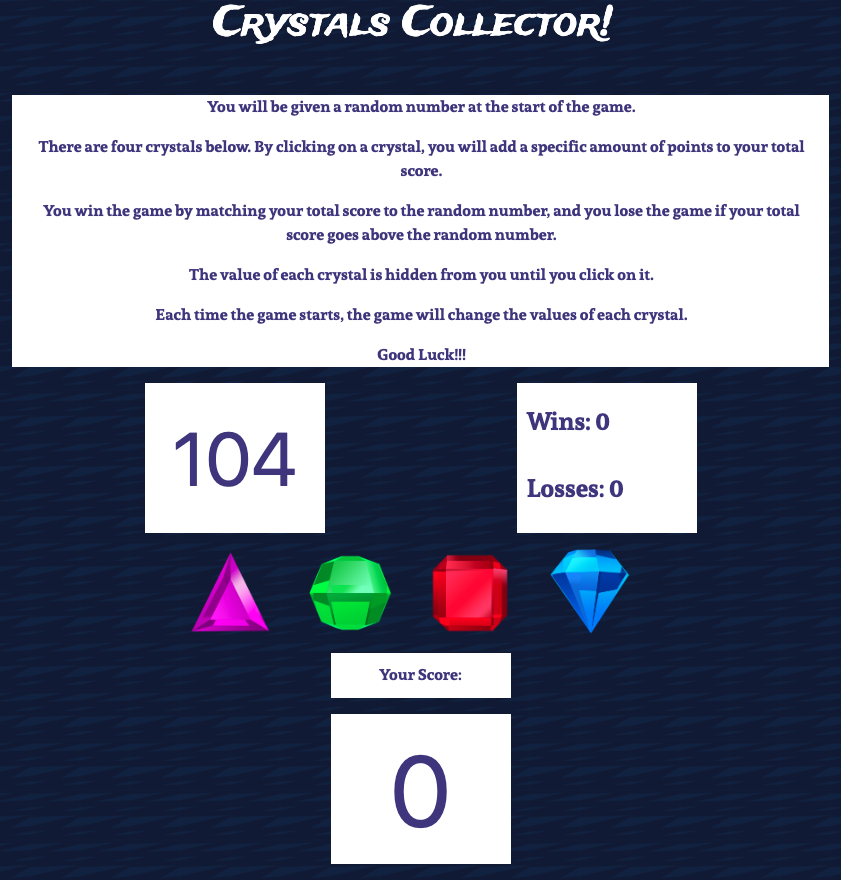 Crystals Collector!
You will be given a random number at the start of the game.
There are four crystals below. By clicking on a crystal, you will add a specific amount of points to your total
score.
You win the game by matching your total score to the random number, and you lose the game if your total
score goes above the random number.
The value of each crystal is hidden from you until you click on it.
Each time the game starts, the game will change the values of each crystal.
Good Luck!!!
104
Wins: 0
Losses: 0
Your Score:
0